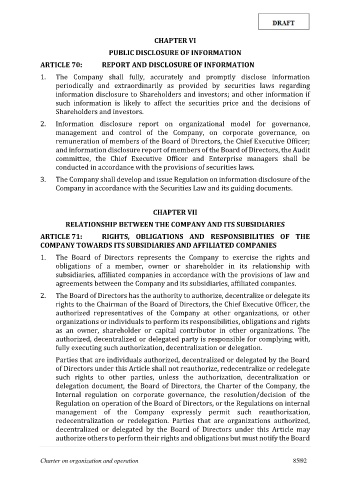 DRAFT
CHAPTER VI
PUBLIC DISCLOSURE OF INFORMATION
ARTICLE 70: REPORT AND DISCLOSURE OF INFORMATION
1. The Company shall fully, accurately and promptly disclose information
periodically and extraordinarily as provided by securities laws regarding
information disclosure to Shareholders and investors; and other information if
such information is likely to affect the securities price and the decisions of
Shareholders and investors.
2. Information disclosure report on organizational model for governance,
management and control of the Company, on corporate governance, on
remuneration of members of the Board of Directors, the Chief Executive Officer;
and information disclosure report of members of the Board of Directors, the Audit
committee, the Chief Executive Officer and Enterprise managers shall be
conducted in accordance with the provisions of securities laws.
3. The Company shall develop and issue Regulation on information disclosure of the
Company in accordance with the Securities Law and its guiding documents.
CHAPTER VII
RELATIONSHIP BETWEEN THE COMPANY AND ITS SUBSIDIARIES
ARTICLE 71: RIGHTS, OBLIGATIONS AND RESPONSIBILITIES OF THE
COMPANY TOWARDS ITS SUBSIDIARIES AND AFFILIATED COMPANIES
1. The Board of Directors represents the Company to exercise the rights and
obligations of a member, owner or shareholder in its relationship with
subsidiaries, affiliated companies in accordance with the provisions of law and
agreements between the Company and its subsidiaries, affiliated companies.
2. The Board of Directors has the authority to authorize, decentralize or delegate its
rights to the Chairman of the Board of Directors, the Chief Executive Officer, the
authorized representatives of the Company at other organizations, or other
organizations or individuals to perform its responsibilities, obligations and rights
as an owner, shareholder or capital contributor in other organizations. The
authorized, decentralized or delegated party is responsible for complying with,
fully executing such authorization, decentralization or delegation.
Parties that are individuals authorized, decentralized or delegated by the Board
of Directors under this Article shall not reauthorize, redecentralize or redelegate
such rights to other parties, unless the authorization, decentralization or
delegation document, the Board of Directors, the Charter of the Company, the
Internal regulation on corporate governance, the resolution/decision of the
Regulation on operation of the Board of Directors, or the Regulations on internal
management of the Company expressly permit such reauthorization,
redecentralization or redelegation. Parties that are organizations authorized,
decentralized or delegated by the Board of Directors under this Article may
authorize others to perform their rights and obligations but must notify the Board
Charter on organization and operation 85/92